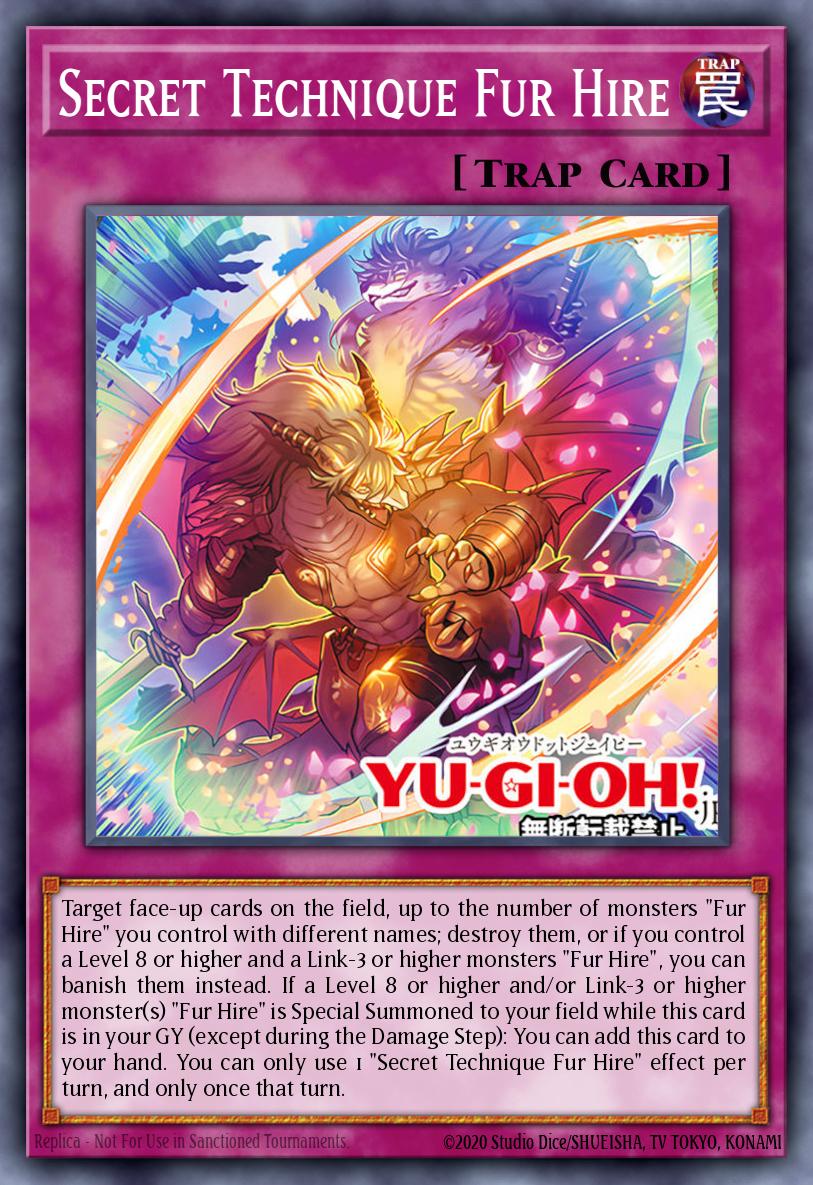 SECRET TECHNIQUE FUR HIRE
TRAP
罠
[TRAP CARD]
ユウギオウドットジェイピー
YU-GI-OH!
.JP
無断転載禁止
Target face-up cards on the field, up to the number of monsters "Fur
Hire" you control with different names; destroy them, or if you control
a Level 8 or higher and a Link-3 or higher monsters "Fur Hire", you can
banish them instead. If a Level 8 or higher and/or Link-3 or higher
monster(s) "Fur Hire" is Special Summoned to your field while this card
is in your GY (except during the Damage Step): You can add this card to
your hand. You can only use 1 "Secret Technique Fur Hire" effect per
turn, and only once that turn.
Replica - Not For Use in Sanctioned Tournaments.
©2020 Studio Dice/SHUEISHA, TV TOKYO, KONAMI